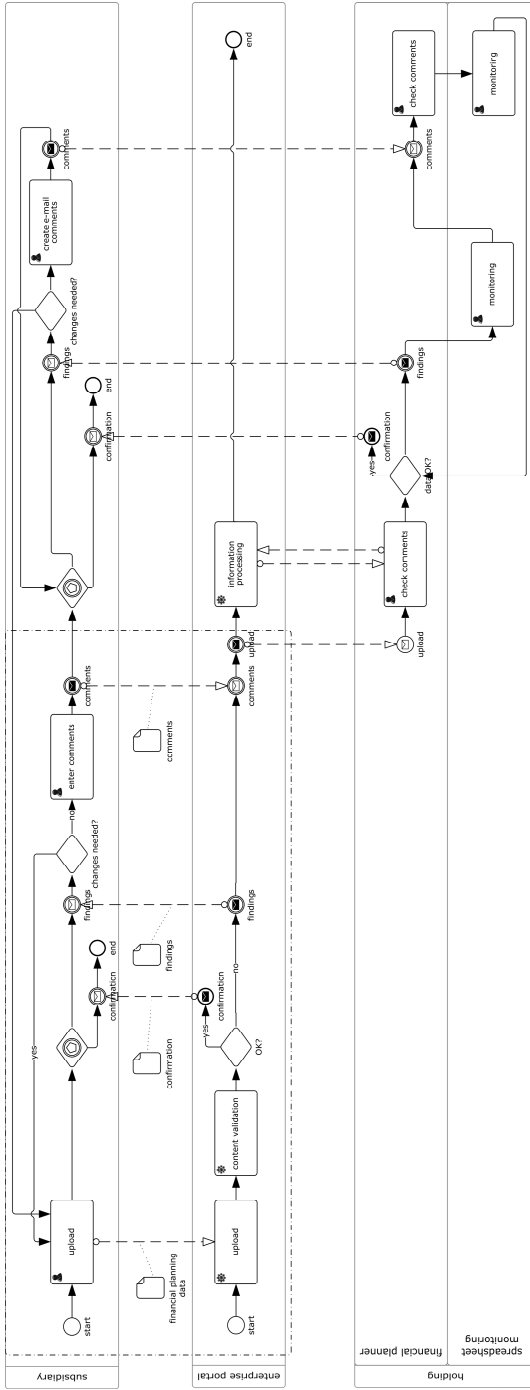 subsidiary
start
upload
yes
confirmation
end
findings
changes needed?
no
enter comments
comments
confirmation
end
findings
changes needed?
create e-mail
comments
comments
financial planning
data
confirmation
findings
comments
enterprise portal
start
upload
content validation
OK?
yes
confirmation
no
findings
comments
upload
information
processing
end
holding
financial planner
upload
check comments
data OK?
yes
confirmation
findings
comments
check comments
spreadsheet
monitoring
monitoring
monitoring